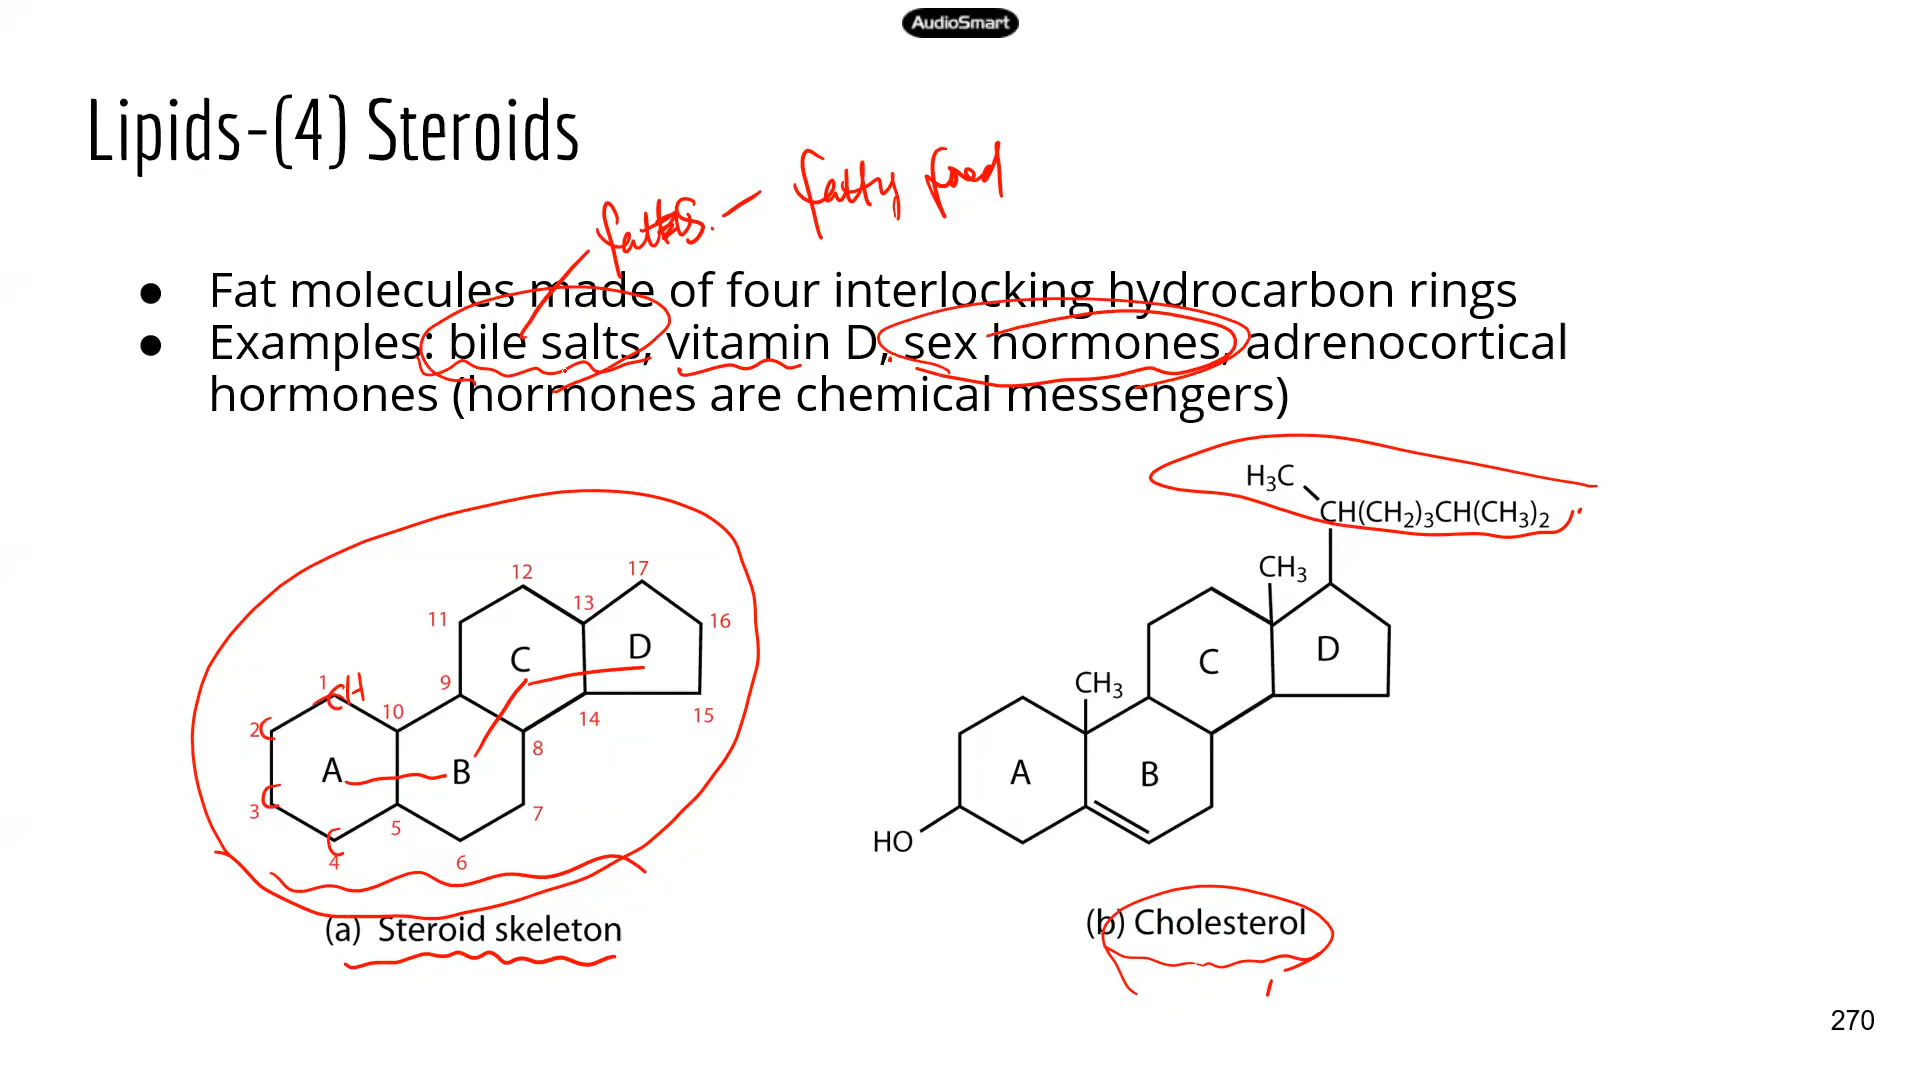 AudioSmart
Lipids-(4) Steroids
fatty food
● Fat molecules made of four interlocking hydrocarbon rings
● Examples: bile salts, vitamin D, sex hormones, adrenocortical
hormones (hormones are chemical messengers)
H₃C
CH(CH₂)₃CH(CH₃)₂
CH₃
12
17
13
11
16
C
D
C
D
1
CH
9
CH₃
10
14
15
2
C
8
A
B
A
B
3
C
7
5
HO
C
4
6
(a) Steroid skeleton
(b) Cholesterol
270